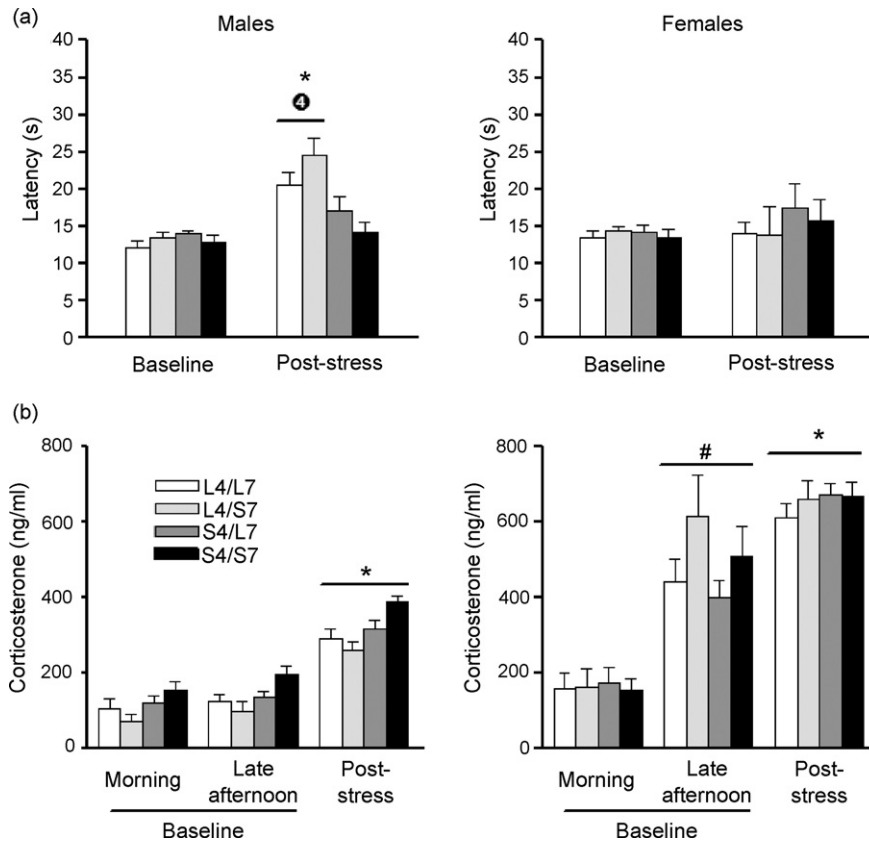 (a)
Males
Females
40
35
30
25
20
15
10
5
0
Latency (s)
*
4
Baseline
Post-stress
40
35
30
25
20
15
10
5
0
Latency (s)
Baseline
Post-stress
(b)
800
600
400
200
0
Corticosterone (ng/ml)
L4/L7
L4/S7
S4/L7
S4/S7
*
Morning
Late
afternoon
Post-
stress
Baseline
800
600
400
200
0
Corticosterone (ng/ml)
#
*
Morning
Late
afternoon
Post-
stress
Baseline